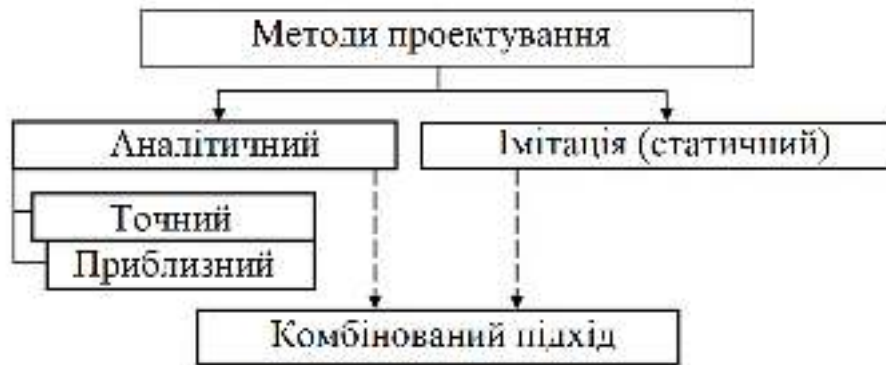 Методи проектування
Аналітичний
Імітація (статичний)
Точний
Приблизний
Комбінований підхід